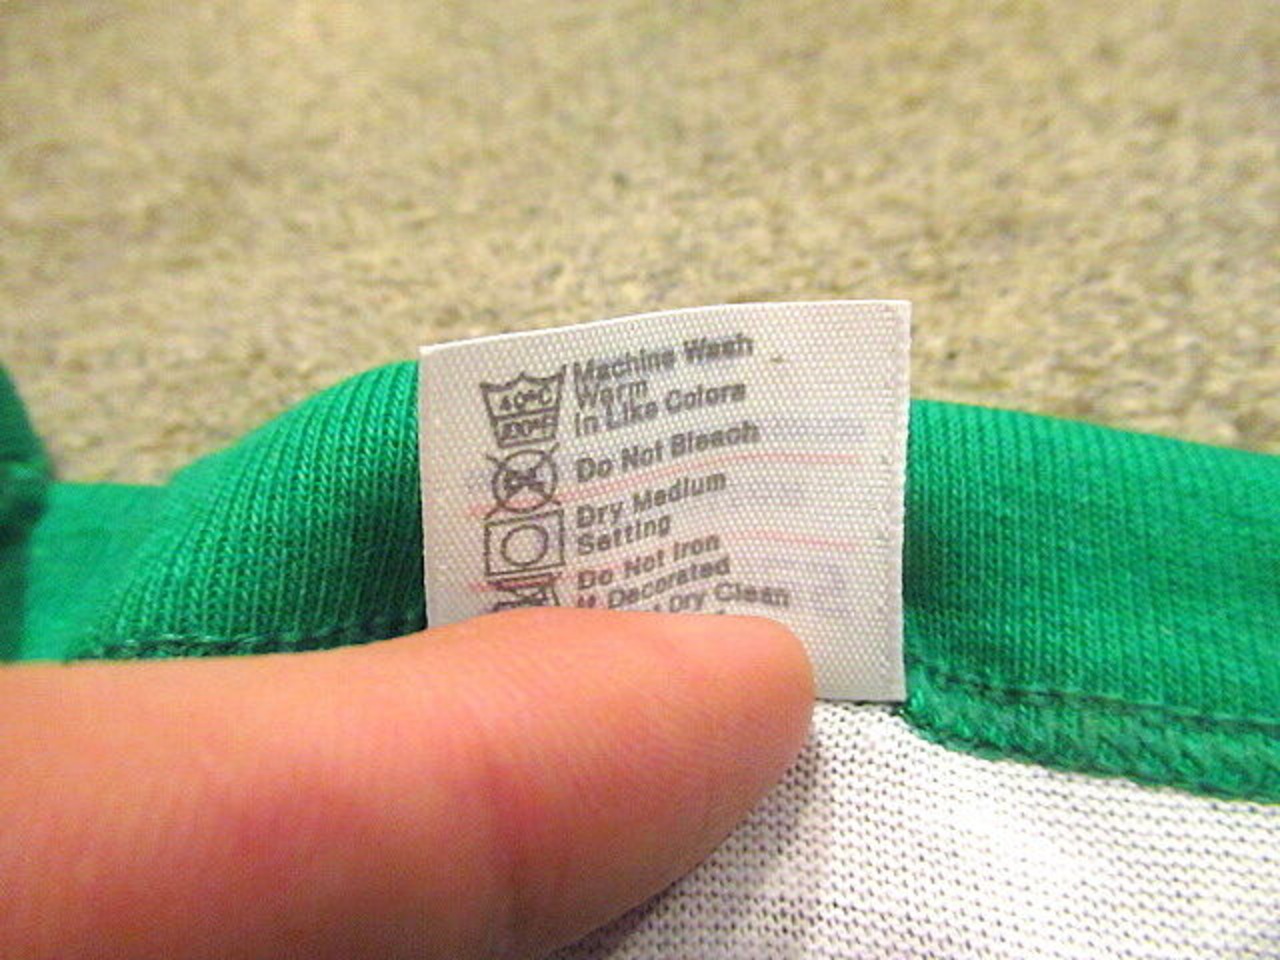 40°C
Machine Wash
Warm
In Like Colors
Do Not Bleach
Dry Medium
Setting
Do Not Iron
If Decorated
Dry Clean